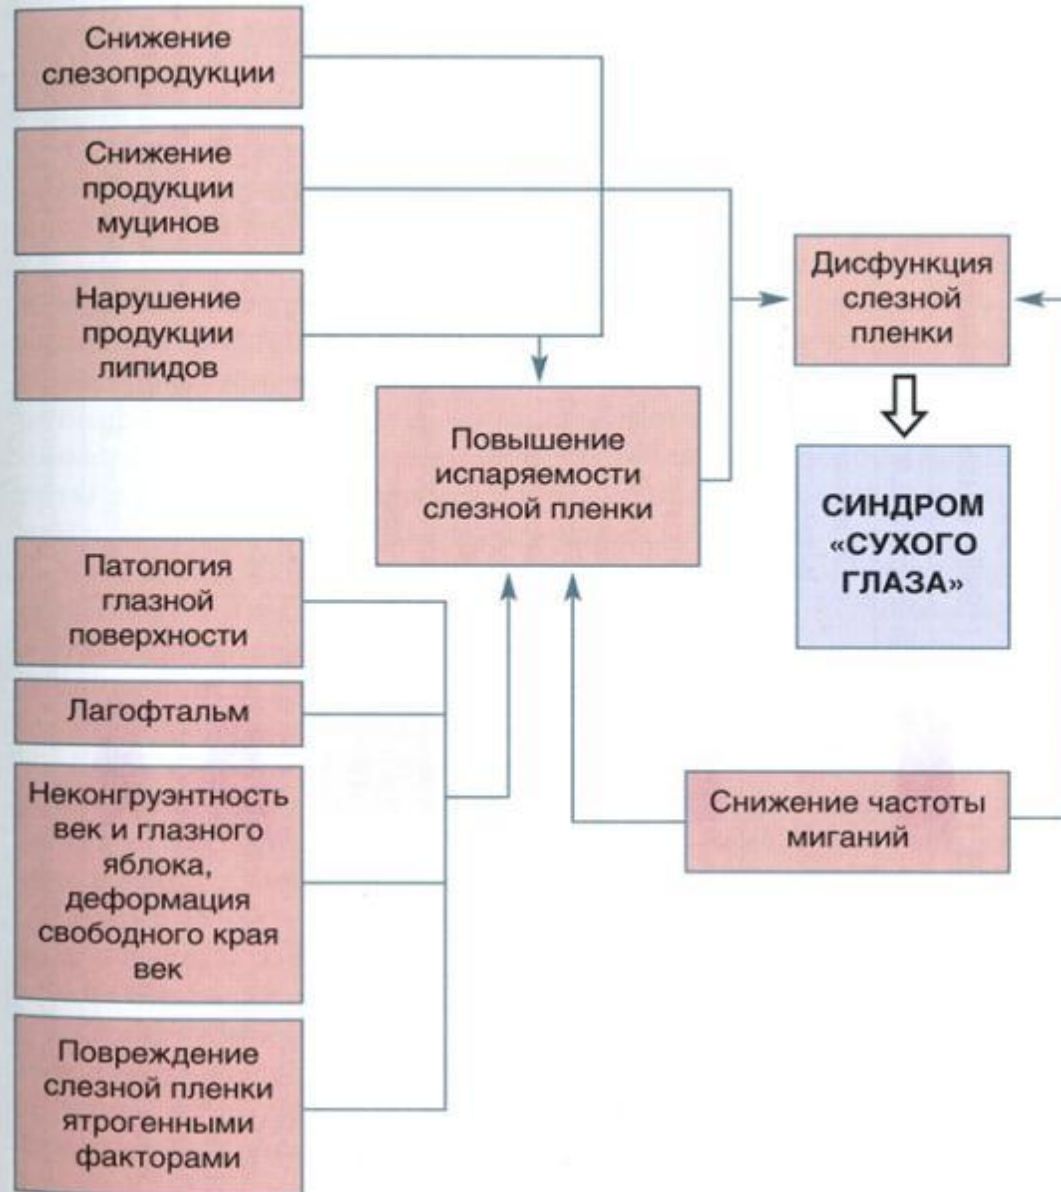 Снижение
слезопродукции
Снижение
продукции
муцинов
Нарушение
продукции
липидов
Дисфункция
слезной
пленки
Повышение
испаряемости
слезной пленки
СИНДРОМ
«СУХОГО
ГЛАЗА»
Патология
глазной
поверхности
Лагофтальм
Неконгруэнтность
век и глазного
яблока,
деформация
свободного края
век
Снижение частоты
миганий
Повреждение
слезной пленки
ятрогенными
факторами